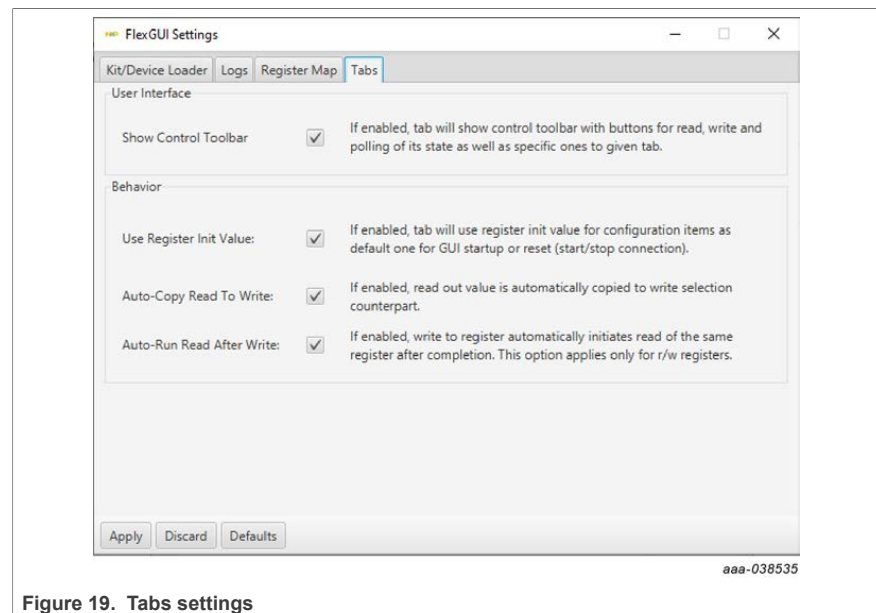 NXP FlexGUI Settings
Kit/Device Loader Logs Register Map Tabs
User Interface
Show Control Toolbar
If enabled, tab will show control toolbar with buttons for read, write and
polling of its state as well as specific ones to given tab.
Behavior
Use Register Init Value:
If enabled, tab will use register init value for configuration items as
default one for GUI startup or reset (start/stop connection).
Auto-Copy Read To Write:
If enabled, read out value is automatically copied to write selection
counterpart.
Auto-Run Read After Write:
If enabled, write to register automatically initiates read of the same
register after completion. This option applies only for r/w registers.
Apply Discard Defaults
aaa-038535
Figure 19. Tabs settings